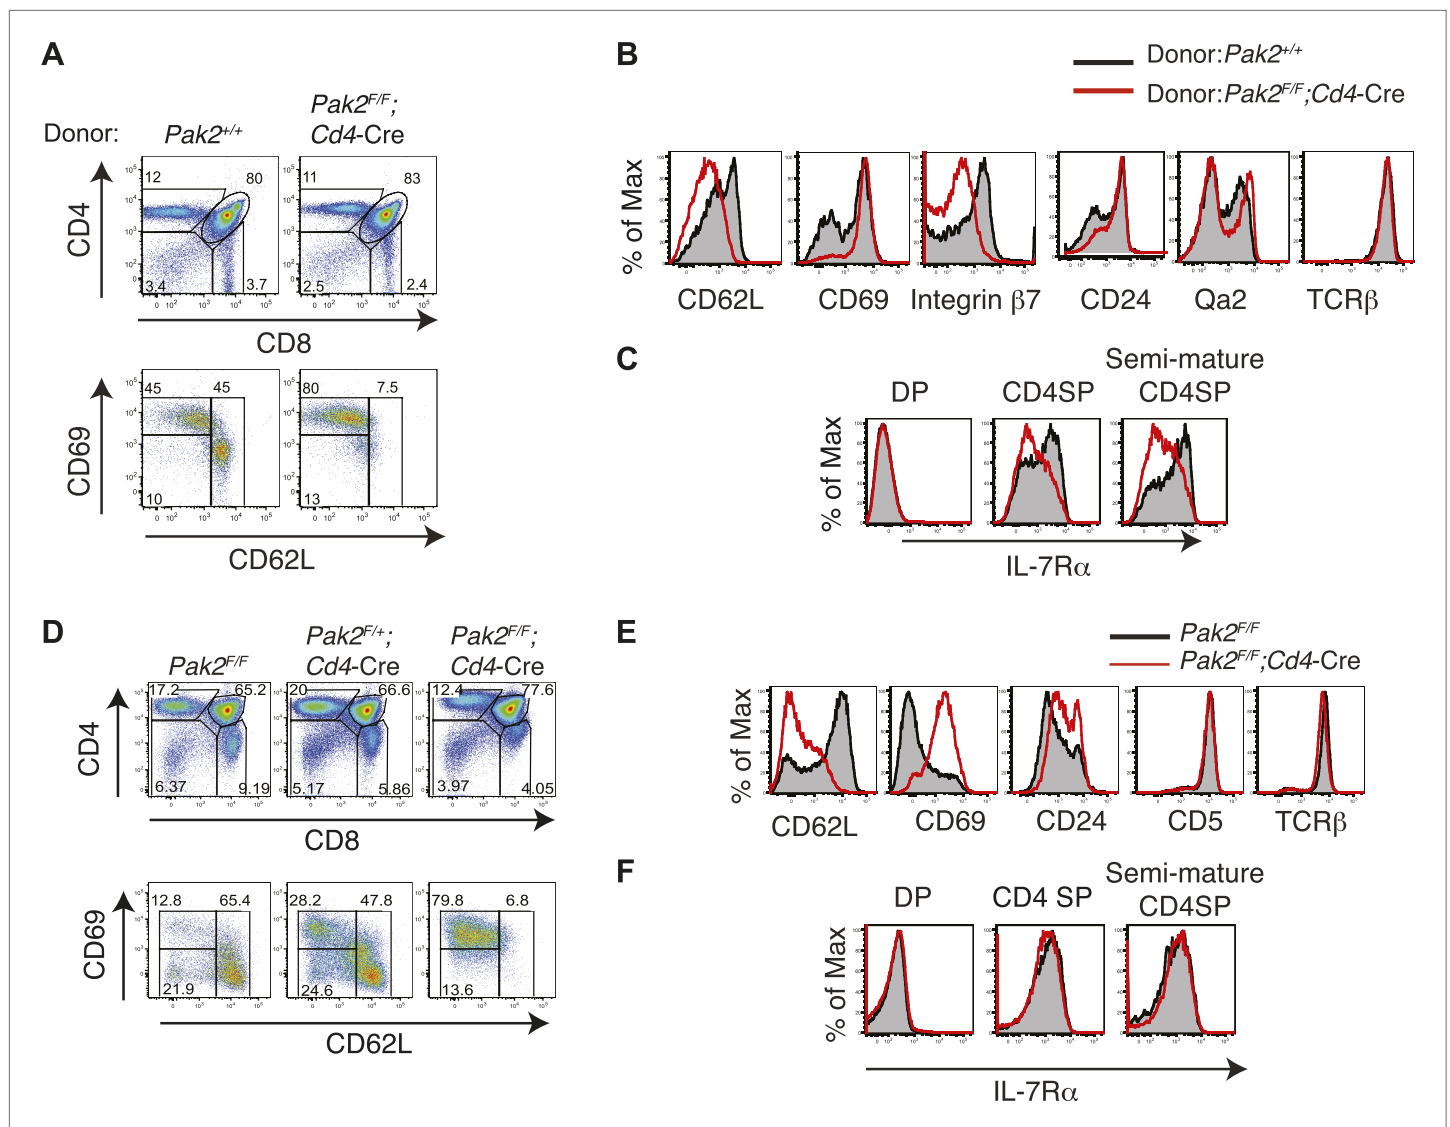 A
Donor:
Pak2+/+
Pak2F/F;
Cd4-Cre
CD4
12
80
3.4
3.7
11
83
2.5
2.4
CD8
CD69
45
45
10
80
7.5
13
CD62L
B
Donor:Pak2+/+
Donor:Pak2F/F;Cd4-Cre
% of Max
CD62L
CD69
Integrin β7
CD24
Qa2
TCRβ
C
DP
CD4SP
Semi-mature
CD4SP
% of Max
IL-7Rα
D
Pak2F/F
Pak2F/+;
Cd4-Cre
Pak2F/F;
Cd4-Cre
CD4
17.2
65.2
6.37
9.19
20
66.6
5.17
5.86
12.4
77.6
3.97
4.05
CD8
CD69
12.8
65.4
21.9
28.2
47.8
24.6
79.8
6.8
13.6
CD62L
E
Pak2F/F
Pak2F/F;Cd4-Cre
% of Max
CD62L
CD69
CD24
CD5
TCRβ
F
DP
CD4 SP
Semi-mature
CD4SP
% of Max
IL-7Rα